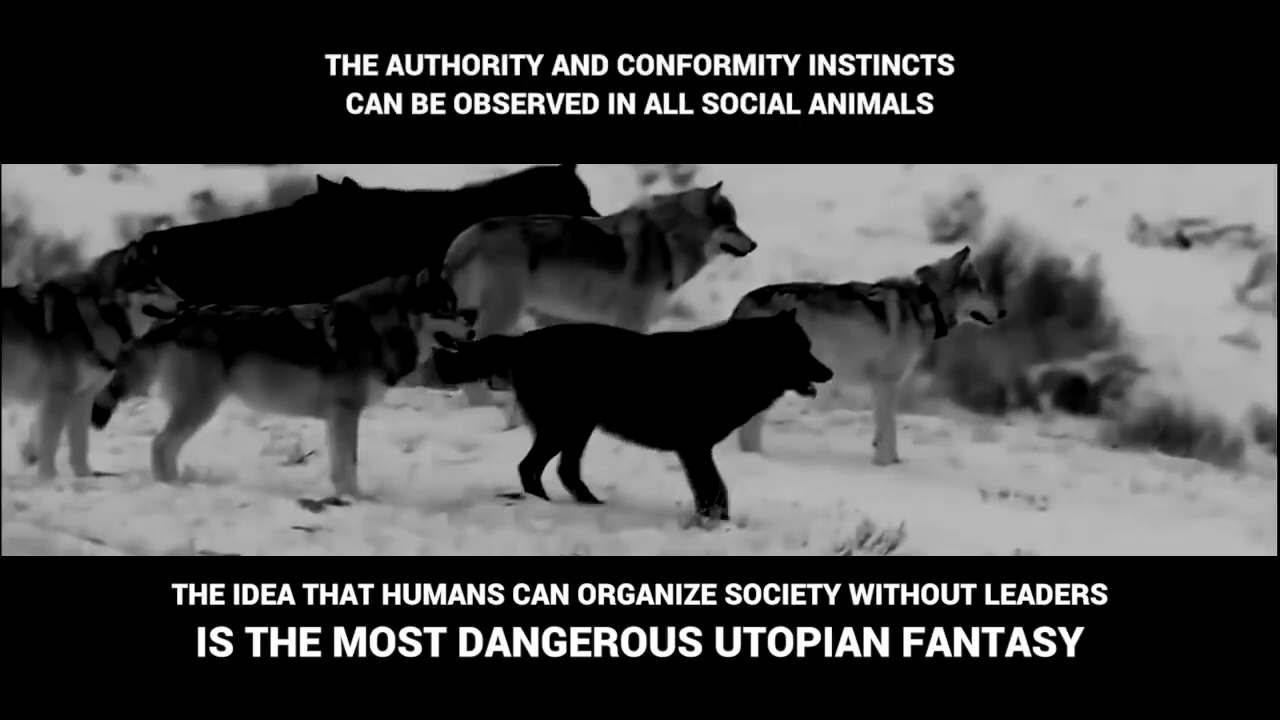 THE AUTHORITY AND CONFORMITY INSTINCTS
CAN BE OBSERVED IN ALL SOCIAL ANIMALS
THE IDEA THAT HUMANS CAN ORGANIZE SOCIETY WITHOUT LEADERS
IS THE MOST DANGEROUS UTOPIAN FANTASY